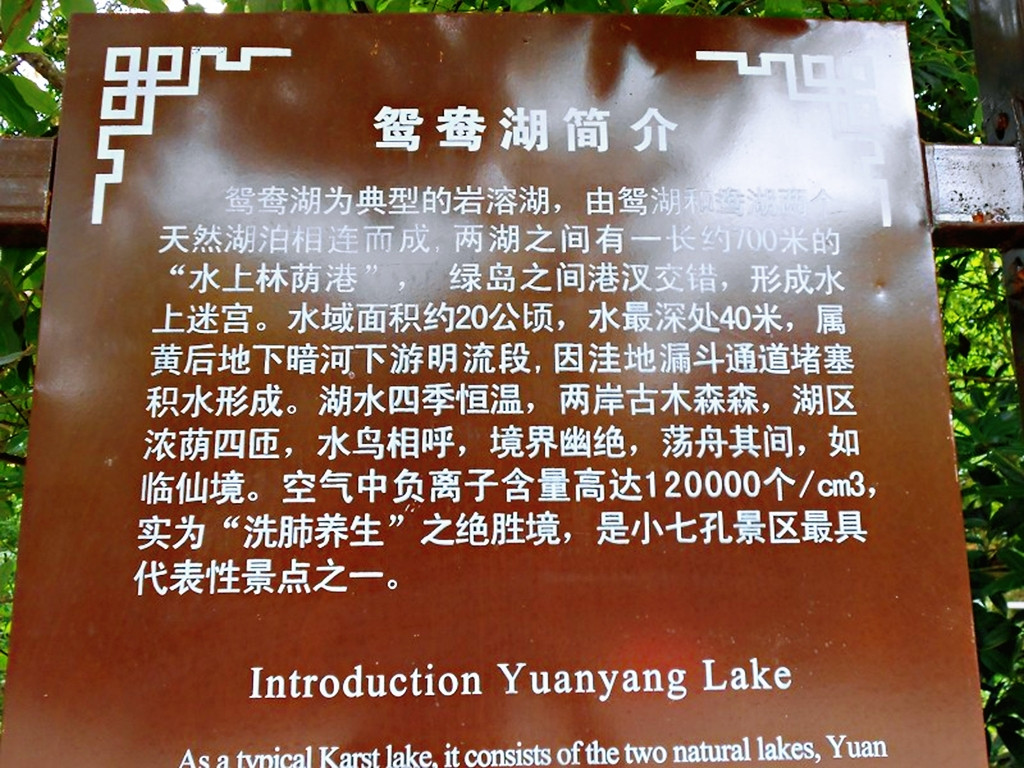 鸳鸯湖简介
鸳鸯湖为典型的岩溶湖，由鸳湖和鸯湖两个
天然湖泊相连而成，两湖之间有一长约700米的
“水上林荫港”， 绿岛之间港汊交错，形成水
上迷宫。水域面积约20公顷，水最深处40米，属
黄后地下暗河下游明流段，因洼地漏斗通道堵塞
积水形成。湖水四季恒温，两岸古木森森，湖区
浓荫四匝，水鸟相呼，境界幽绝，荡舟其间，如
临仙境。空气中负离子含量高达120000个/cm3，
实为“洗肺养生”之绝胜境，是小七孔景区最具
代表性景点之一。
Introduction Yuanyang Lake
As a typical Karst lake, it consists of the two natural lakes, Yuan